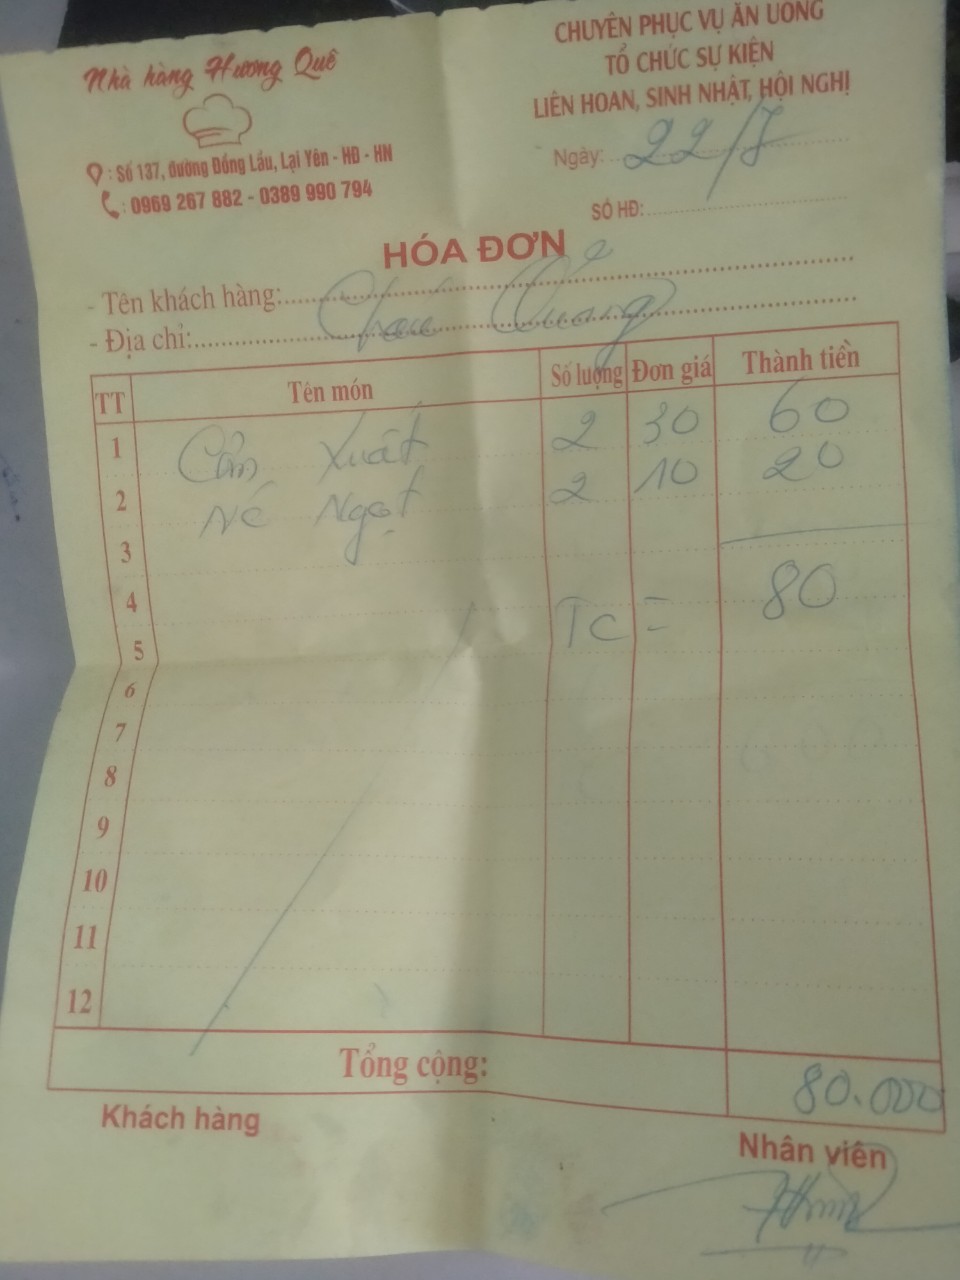 Nhà hàng Hương Quê
: Số 137, đường Đồng Lầu, Lại Yên - HĐ - HN
: 0969 267 882 - 0389 990 794
CHUYÊN PHỤC VỤ ĂN UỐNG
TỔ CHỨC SỰ KIỆN
LIÊN HOAN, SINH NHẬT, HỘI NGHỊ
Ngày: 22/7
SỐ HĐ:
HÓA ĐƠN
- Tên khách hàng:
- Địa chỉ:
TT Tên món Số lượng Đơn giá Thành tiền
1 Cơm Xuất 2 30 60
2 Nc Ngọt 2 10 20
3
4 TC = 80
5
6
7
8
9
10
11
12
Tổng cộng: 80.000
Khách hàng
Nhân viên